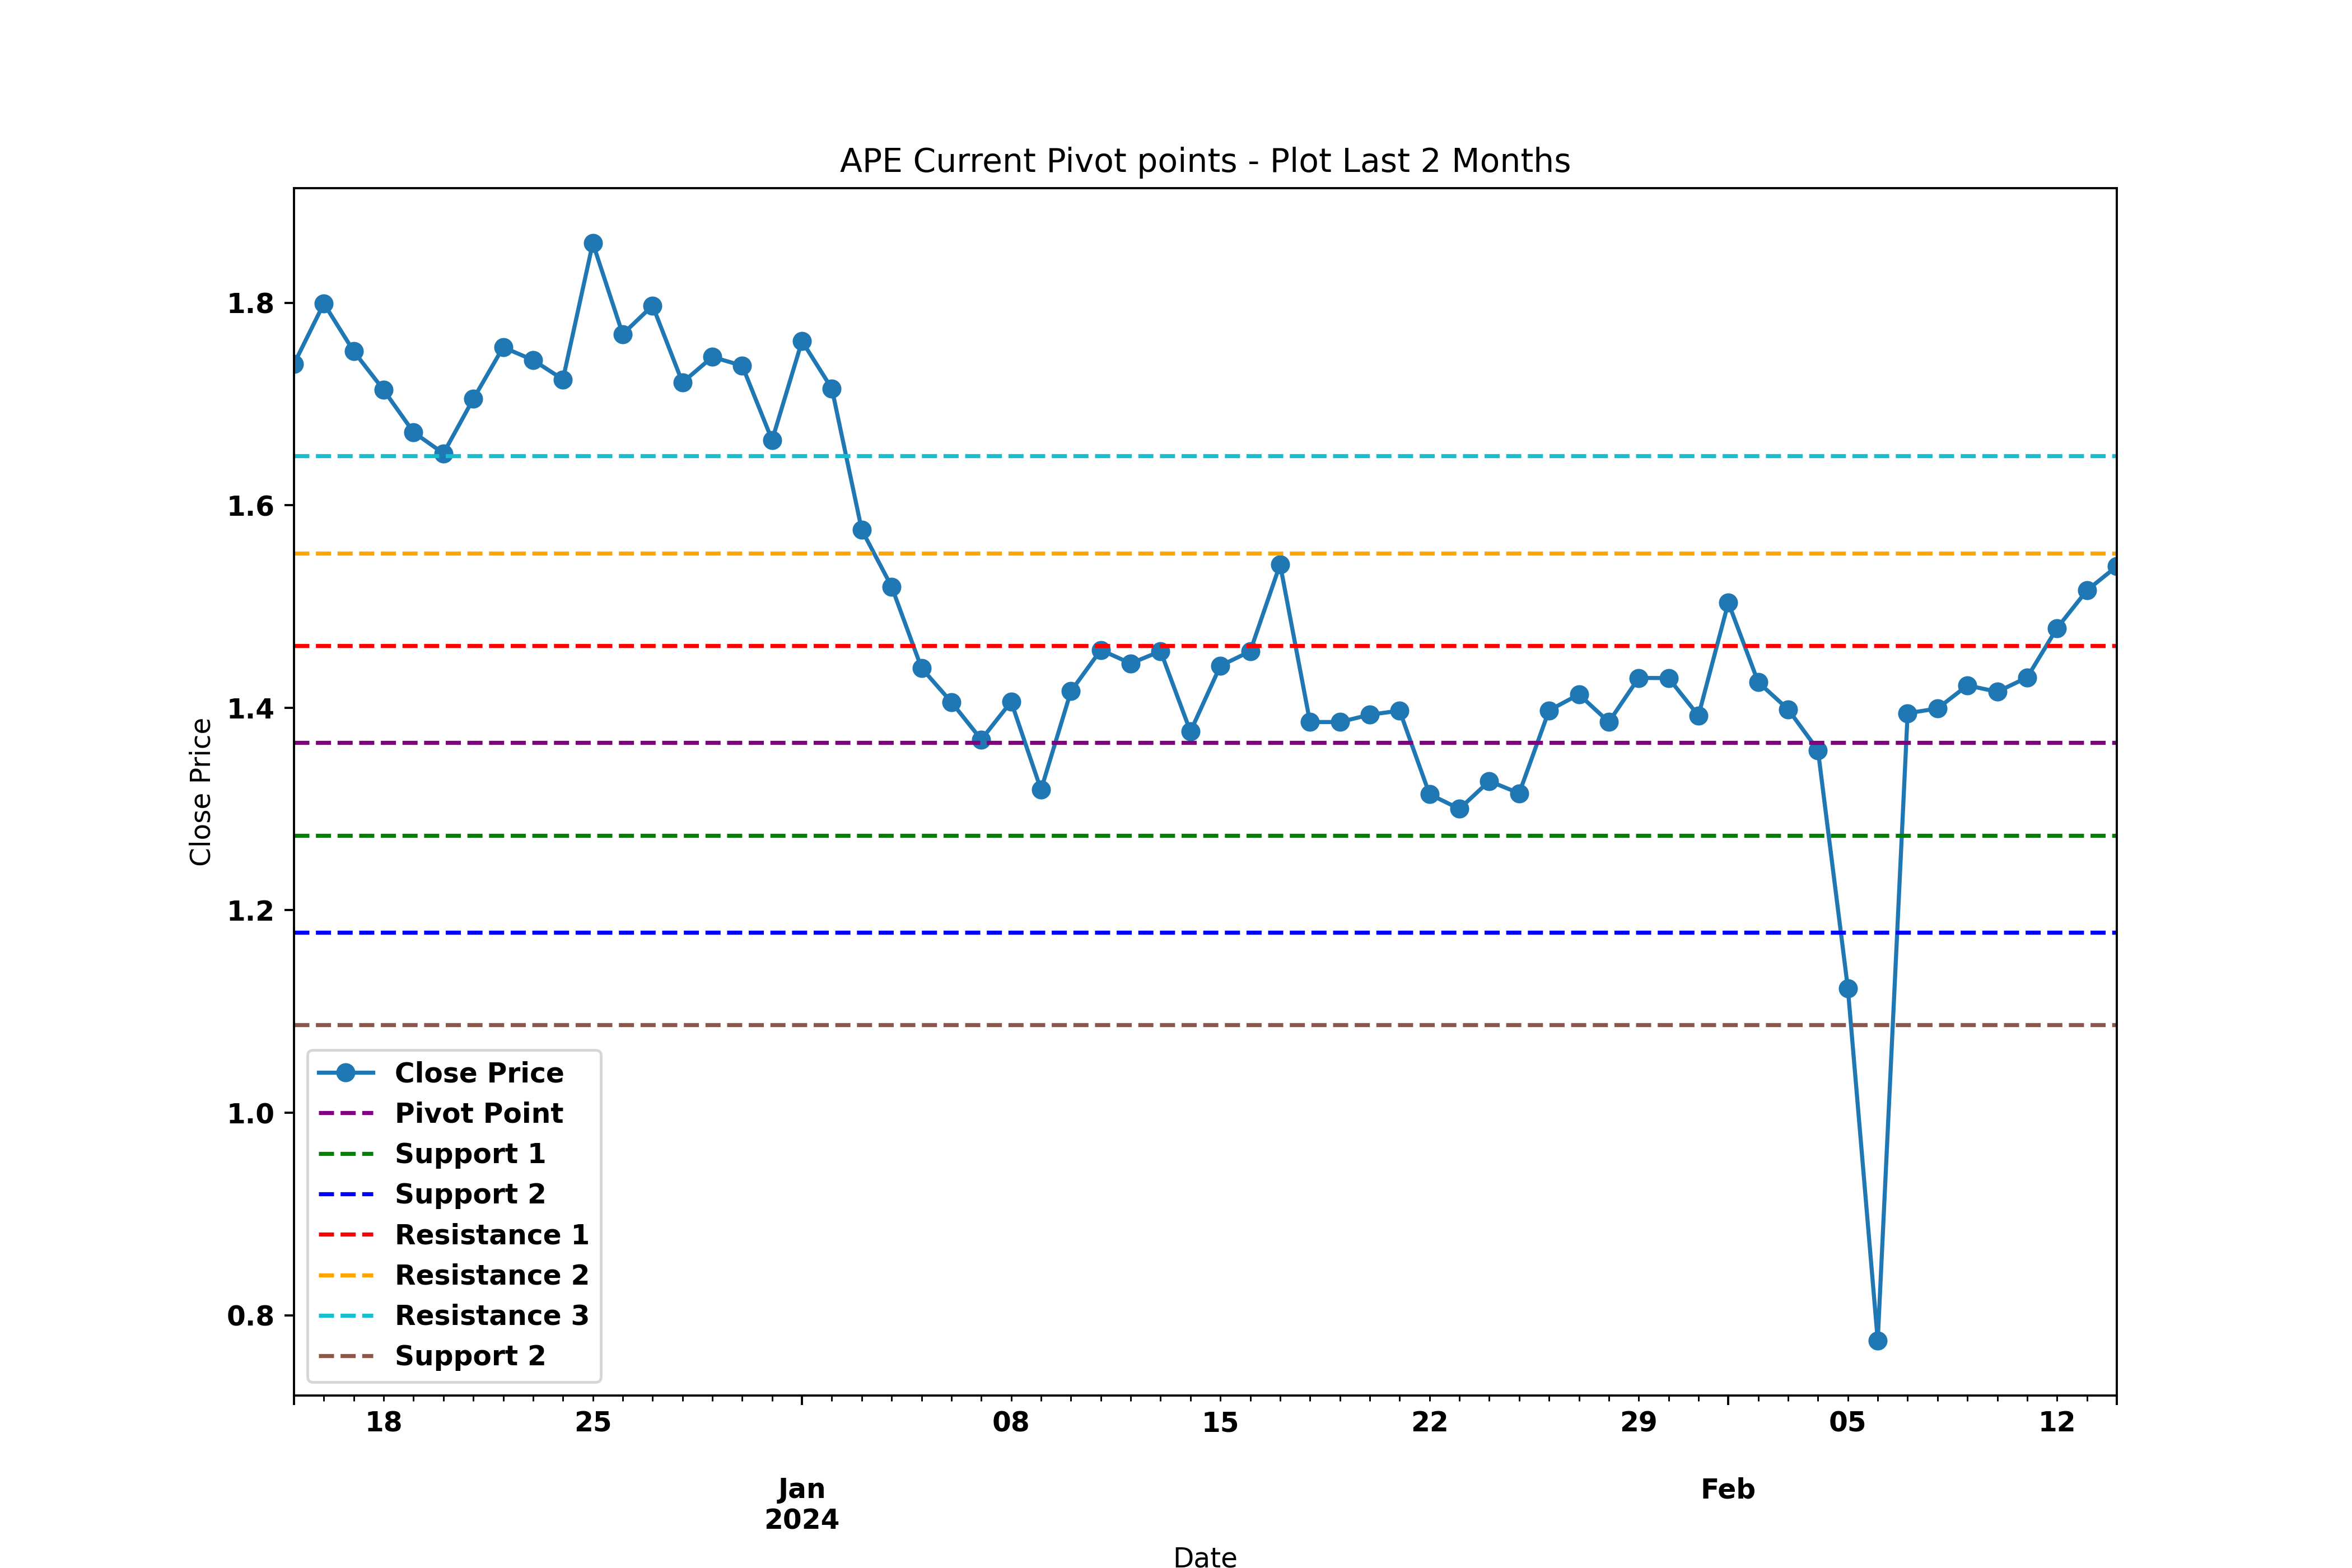 APE Current Pivot points - Plot Last 2 Months
Close Price
1.8
1.6
1.4
1.2
1.0
0.8
Close Price
Pivot Point
Support 1
Support 2
Resistance 1
Resistance 2
Resistance 3
Support 2
18 25 08 15 22 29 05 12
Jan Feb
2024
Date